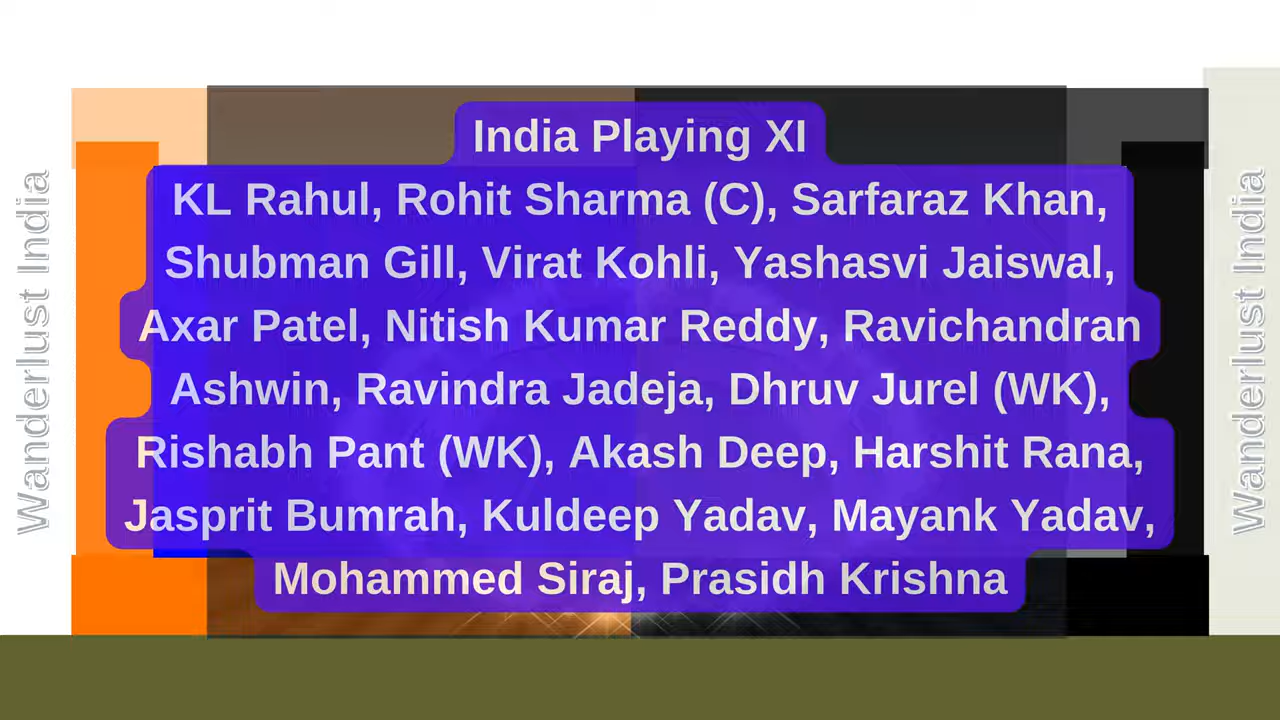 India Playing XI
KL Rahul, Rohit Sharma (C), Sarfaraz Khan,
Shubman Gill, Virat Kohli, Yashasvi Jaiswal,
Axar Patel, Nitish Kumar Reddy, Ravichandran
Ashwin, Ravindra Jadeja, Dhruv Jurel (WK),
Rishabh Pant (WK), Akash Deep, Harshit Rana,
Jasprit Bumrah, Kuldeep Yadav, Mayank Yadav,
Mohammed Siraj, Prasidh Krishna
Wanderlust India
Wanderlust India